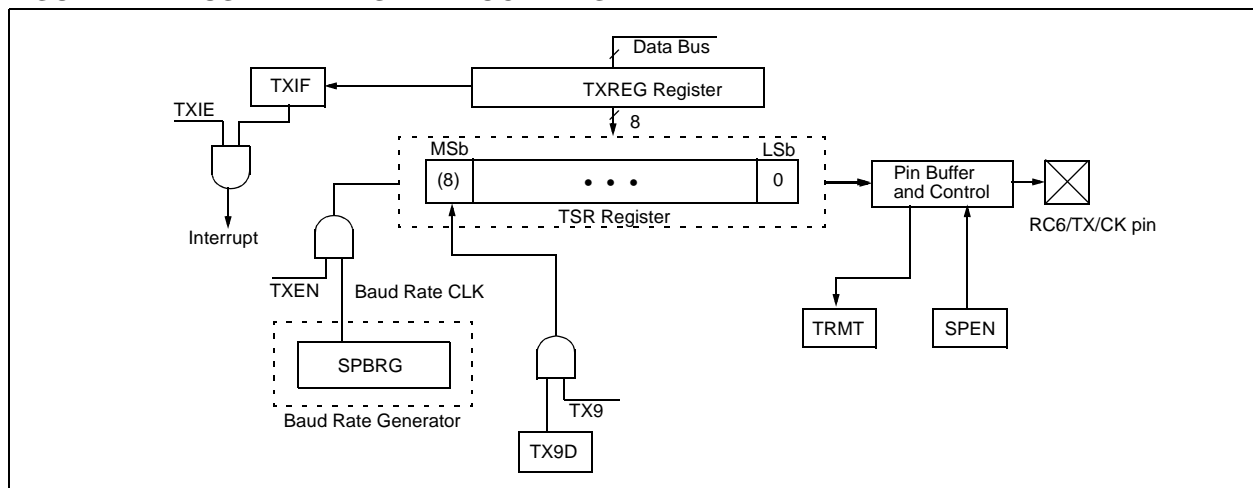 Data Bus
TXIF
TXREG Register
TXIE
8
MSb
LSb
(8)
• • •
0
Pin Buffer
and Control
TSR Register
Interrupt
RC6/TX/CK pin
TXEN
Baud Rate CLK
TRMT
SPEN
SPBRG
TX9
Baud Rate Generator
TX9D